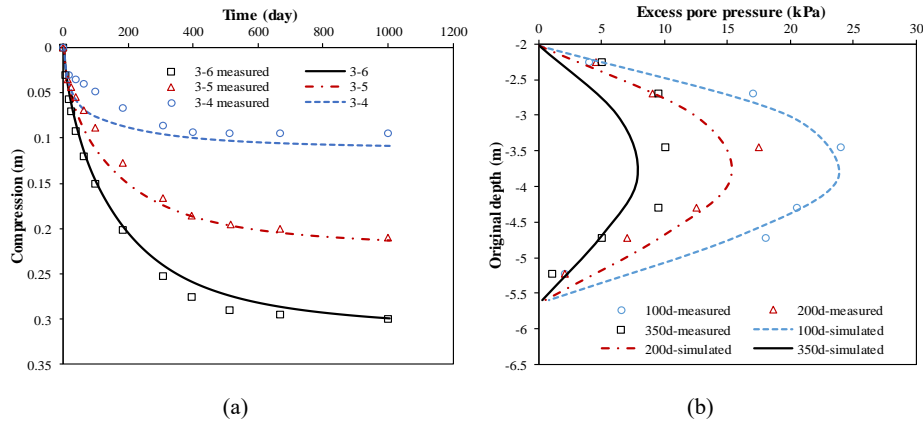 Time (day)
0 200 400 600 800 1000 1200
0
0.05
0.1
0.15
0.2
0.25
0.3
0.35
Compression (m)
3-6 measured 3-6
3-5 measured 3-5
3-4 measured 3-4
(a)
Excess pore pressure (kPa)
0 5 10 15 20 25 30
-2
-2.5
-3
-3.5
-4
-4.5
-5
-5.5
-6
-6.5
Original depth (m)
100d-measured 200d-measured
350d-measured 100d-simulated
200d-simulated 350d-simulated
(b)